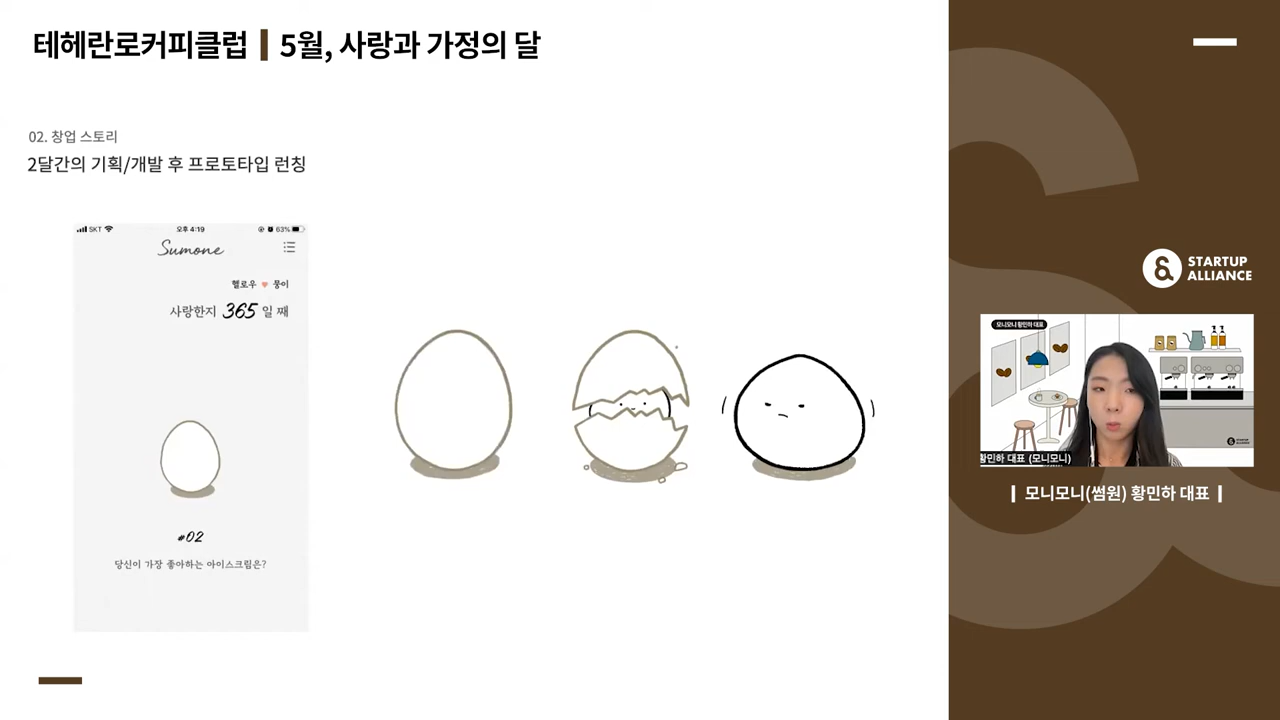 테헤란로커피클럽 | 5월, 사랑과 가정의 달
02. 창업 스토리
2달간의 기획/개발 후 프로토타입 런칭
SKT 오후 4:19 63%
Sumone
헬로우 뭉이
사랑한지 365 일 째
#02
당신이 가장 좋아하는 아이스크림은?
STARTUP
ALLIANCE
모니모니 황민하 대표
STARTUP
ALLIANCE
황민하 대표 (모니모니)
| 모니모니(썸원) 황민하 대표 |